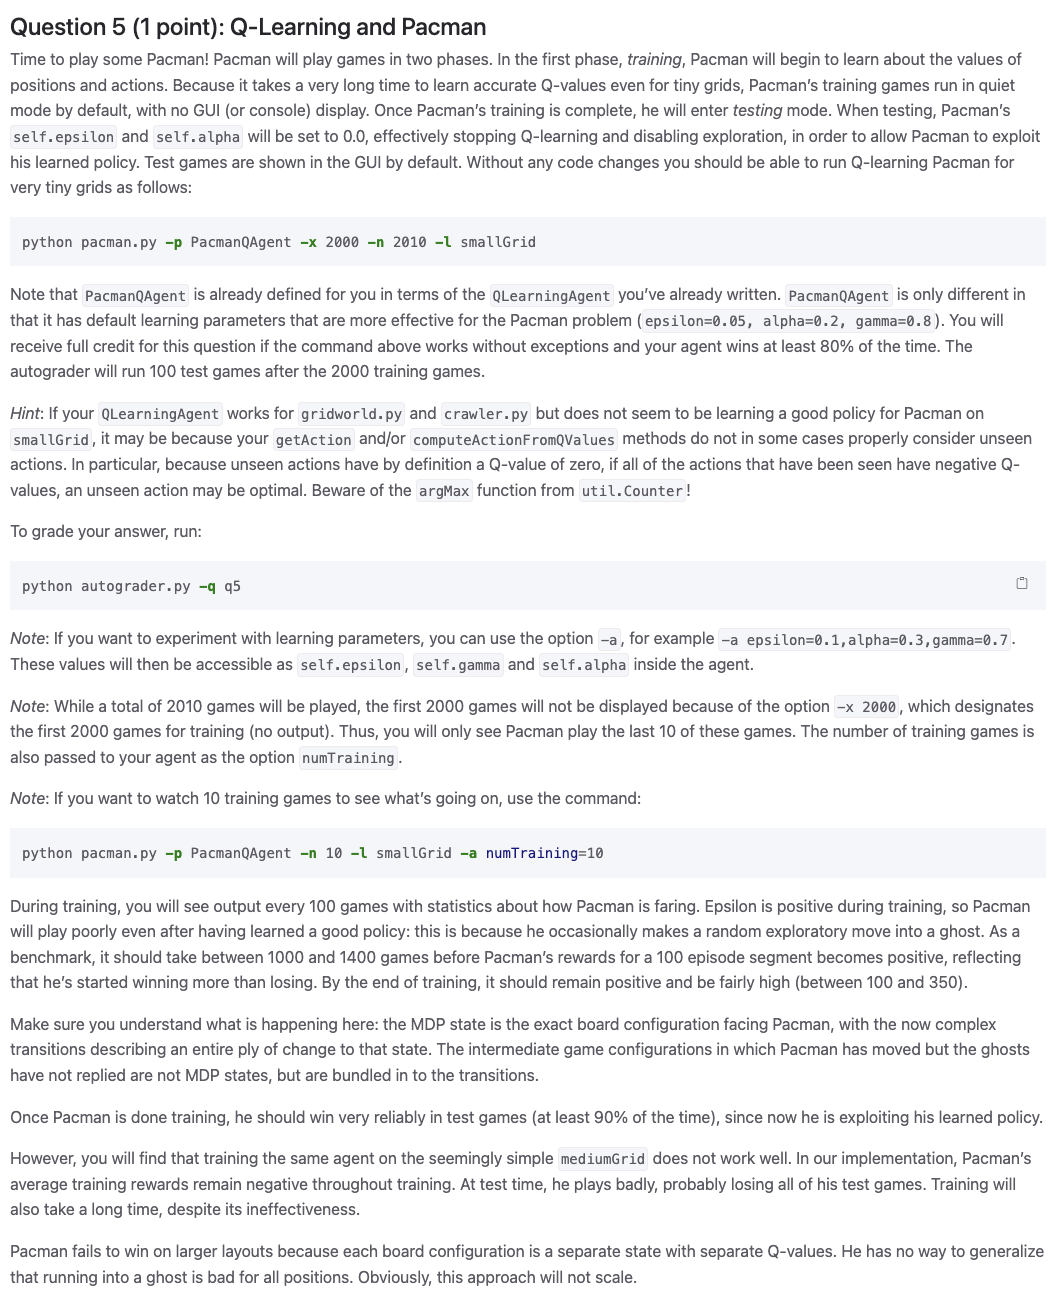 Question 5 (1 point): Q-Learning and Pacman
Time to play some Pacman! Pacman will play games in two phases. In the first phase, training, Pacman will begin to learn about the values of
positions and actions. Because it takes a very long time to learn accurate Q-values even for tiny grids, Pacman’s training games run in quiet
mode by default, with no GUI (or console) display. Once Pacman’s training is complete, he will enter testing mode. When testing, Pacman’s
self.epsilon and self.alpha will be set to 0.0, effectively stopping Q-learning and disabling exploration, in order to allow Pacman to exploit
his learned policy. Test games are shown in the GUI by default. Without any code changes you should be able to run Q-learning Pacman for
very tiny grids as follows:
python pacman.py -p PacmanQAgent -x 2000 -n 2010 -l smallGrid
Note that PacmanQAgent is already defined for you in terms of the QLearningAgent you’ve already written. PacmanQAgent is only different in
that it has default learning parameters that are more effective for the Pacman problem (epsilon=0.05, alpha=0.2, gamma=0.8). You will
receive full credit for this question if the command above works without exceptions and your agent wins at least 80% of the time. The
autograder will run 100 test games after the 2000 training games.
Hint: If your QLearningAgent works for gridworld.py and crawler.py but does not seem to be learning a good policy for Pacman on
smallGrid, it may be because your getAction and/or computeActionFromQValues methods do not in some cases properly consider unseen
actions. In particular, because unseen actions have by definition a Q-value of zero, if all of the actions that have been seen have negative Q-
values, an unseen action may be optimal. Beware of the argMax function from util.Counter!
To grade your answer, run:
python autograder.py -q q5
Note: If you want to experiment with learning parameters, you can use the option -a, for example -a epsilon=0.1,alpha=0.3,gamma=0.7.
These values will then be accessible as self.epsilon, self.gamma and self.alpha inside the agent.
Note: While a total of 2010 games will be played, the first 2000 games will not be displayed because of the option -x 2000, which designates
the first 2000 games for training (no output). Thus, you will only see Pacman play the last 10 of these games. The number of training games is
also passed to your agent as the option numTraining.
Note: If you want to watch 10 training games to see what’s going on, use the command:
python pacman.py -p PacmanQAgent -n 10 -l smallGrid -a numTraining=10
During training, you will see output every 100 games with statistics about how Pacman is faring. Epsilon is positive during training, so Pacman
will play poorly even after having learned a good policy: this is because he occasionally makes a random exploratory move into a ghost. As a
benchmark, it should take between 1000 and 1400 games before Pacman’s rewards for a 100 episode segment becomes positive, reflecting
that he’s started winning more than losing. By the end of training, it should remain positive and be fairly high (between 100 and 350).
Make sure you understand what is happening here: the MDP state is the exact board configuration facing Pacman, with the now complex
transitions describing an entire ply of change to that state. The intermediate game configurations in which Pacman has moved but the ghosts
have not replied are not MDP states, but are bundled in to the transitions.
Once Pacman is done training, he should win very reliably in test games (at least 90% of the time), since now he is exploiting his learned policy.
However, you will find that training the same agent on the seemingly simple mediumGrid does not work well. In our implementation, Pacman’s
average training rewards remain negative throughout training. At test time, he plays badly, probably losing all of his test games. Training will
also take a long time, despite its ineffectiveness.
Pacman fails to win on larger layouts because each board configuration is a separate state with separate Q-values. He has no way to generalize
that running into a ghost is bad for all positions. Obviously, this approach will not scale.